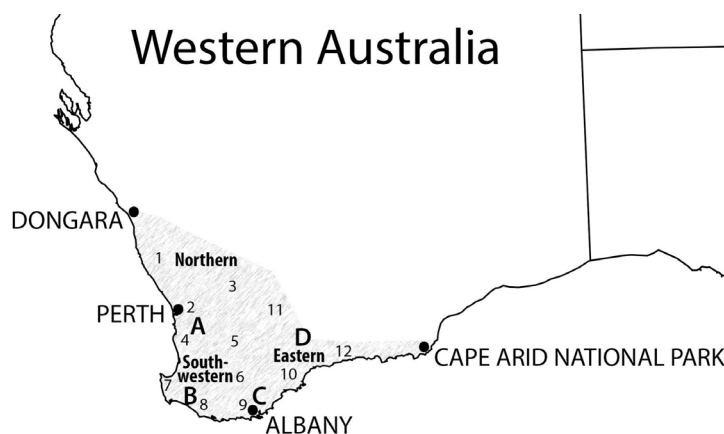 Western Australia
DONGARA
1
Northern
3
PERTH
2
11
A
D
4
5
Eastern
12
CAPE ARID NATIONAL PARK
South-
western
6
10
7
B
8
9
C
ALBANY